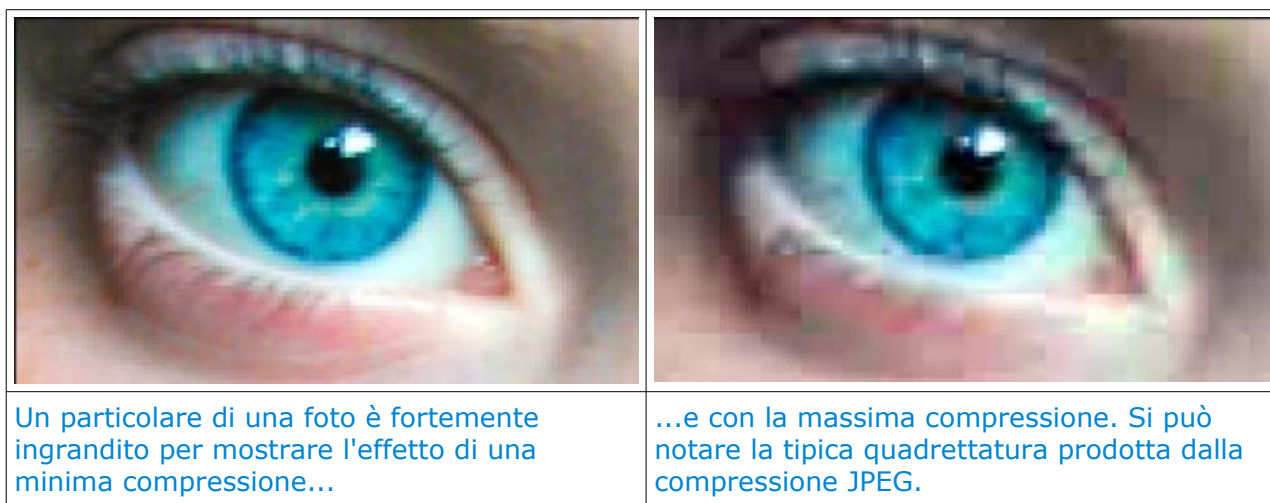 Un particolare di una foto è fortemente
ingrandito per mostrare l'effetto di una
minima compressione...
...e con la massima compressione. Si può
notare la tipica quadrettatura prodotta dalla
compressione JPEG.